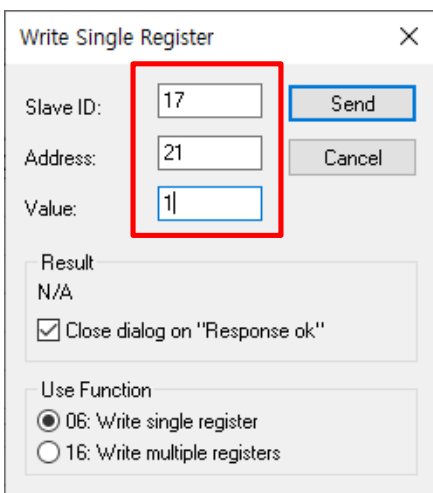 Write Single Register
Slave ID: 17 Send
Address: 21 Cancel
Value: 1
Result
N/A
Close dialog on "Response ok"
Use Function
06: Write single register
16: Write multiple registers